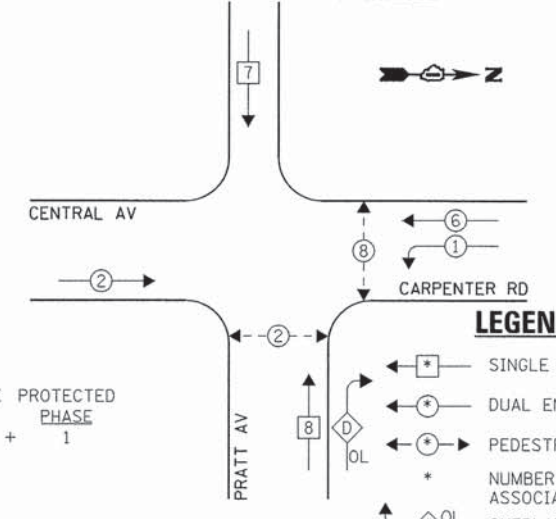 7
N
CENTRAL AV
6
1
8
2
CARPENTER RD
2
LEGEN
* SINGLE
PROTECTED
PHASE
+ 1
* DUAL EN
8
D
OL
PRATT AV
* PEDEST
* NUMBER
ASSOCIA
OL